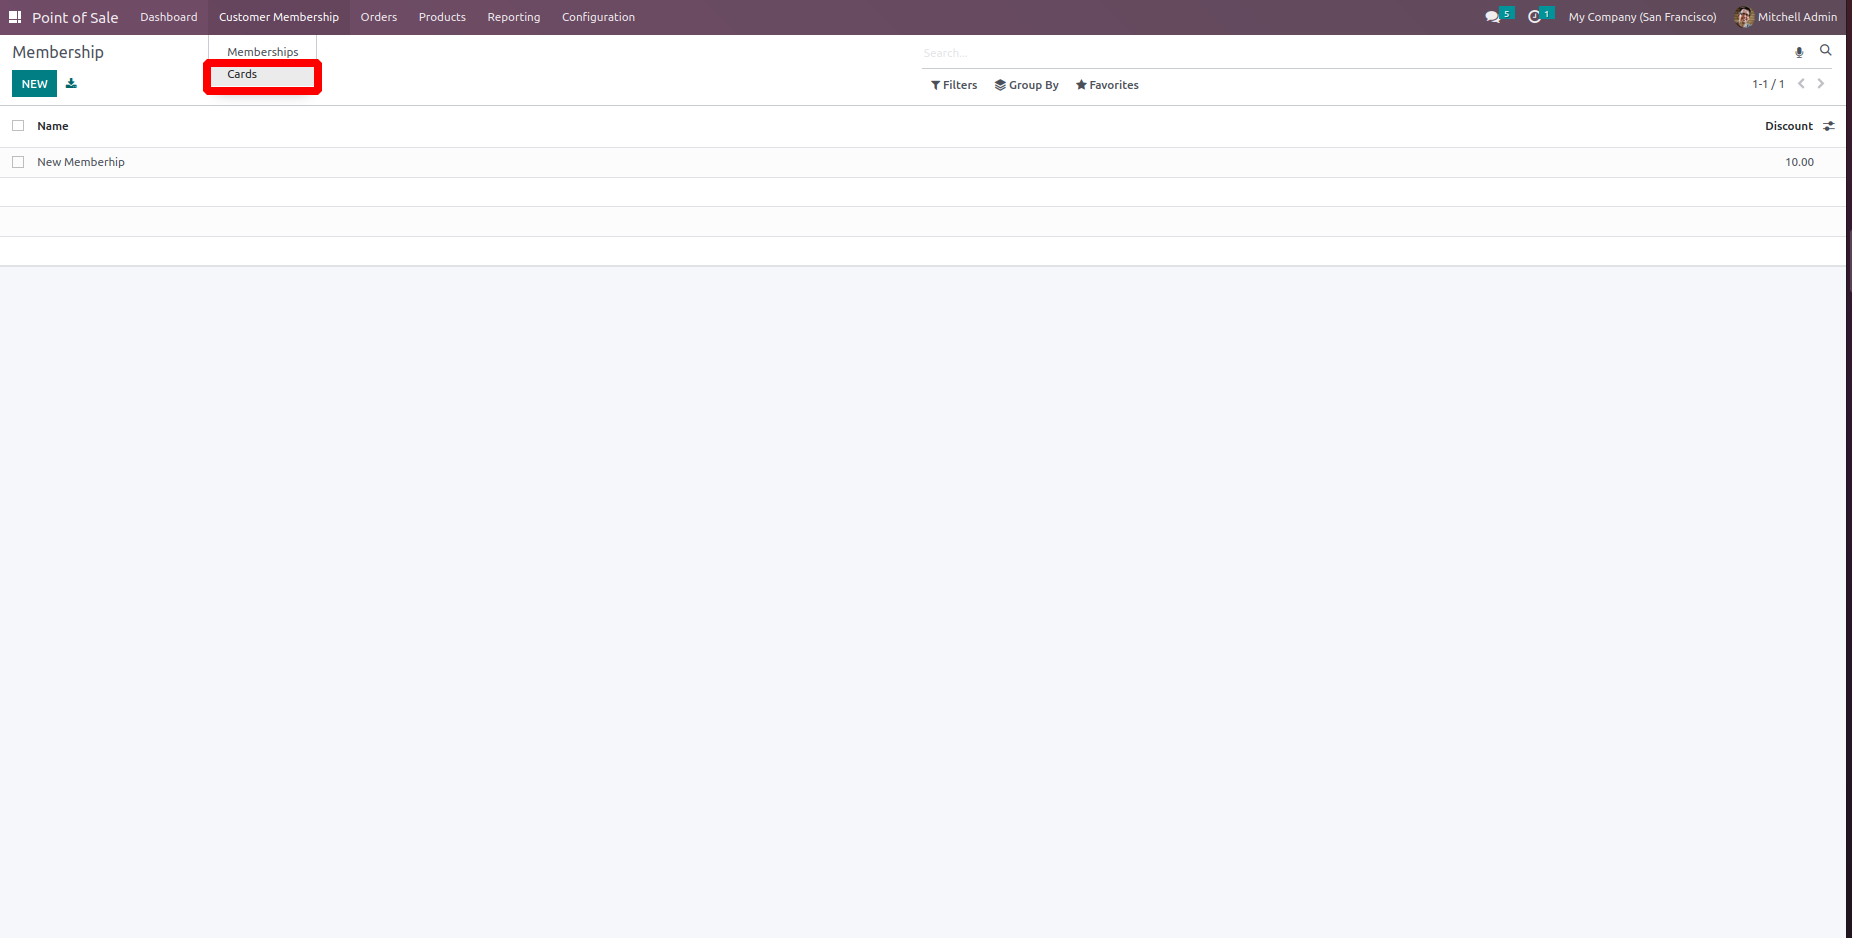 Point of Sale Dashboard Customer Membership Orders Products Reporting Configuration 5 1 My Company (San Francisco) Mitchell Admin
Membership Memberships Search...
Cards
NEW Filters Group By Favorites 1-1 / 1
Name Discount
New Memberhip 10.00